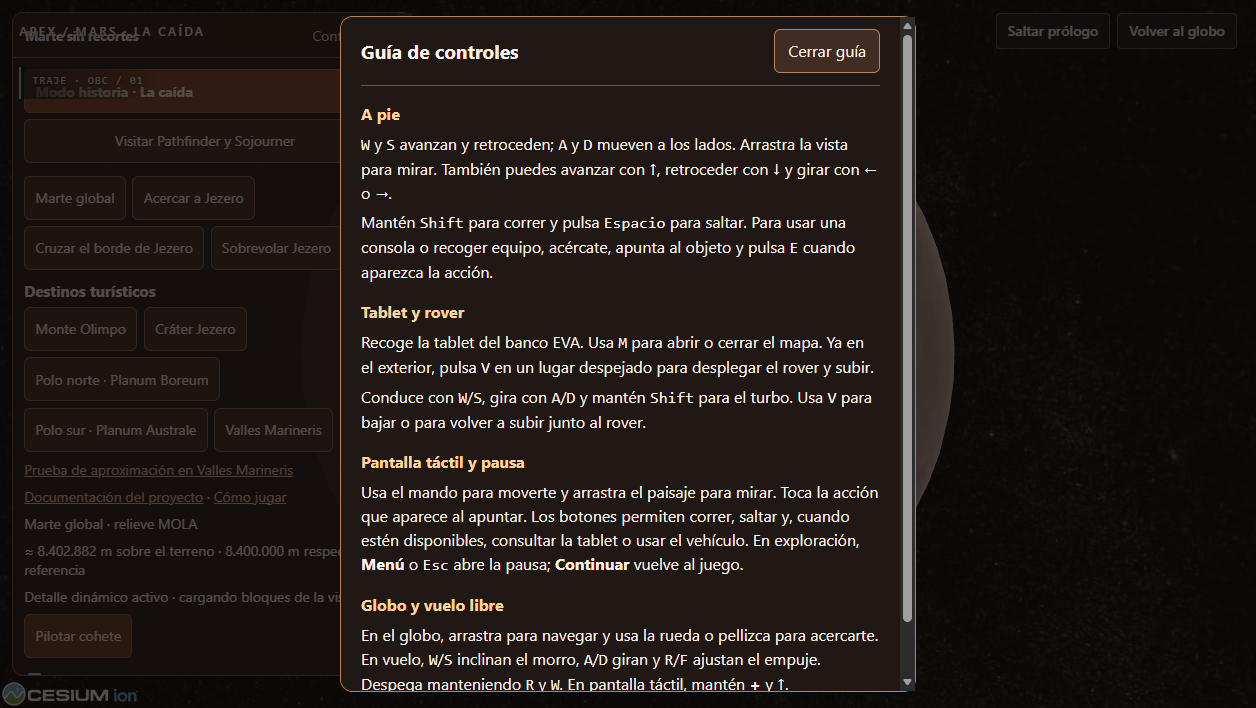 APEX / MARS · LA CAÍDA
Marte sin recortes
Cont
Saltar prólogo
Volver al globo
TRAJE · OBC / 01
Modo historia · La caída
Visitar Pathfinder y Sojourner
Marte global
Acercar a Jezero
Cruzar el borde de Jezero
Sobrevolar Jezero
Destinos turísticos
Monte Olimpo
Cráter Jezero
Polo norte · Planum Boreum
Polo sur · Planum Australe
Valles Marineris
Prueba de aproximación en Valles Marineris
Documentación del proyecto · Cómo jugar
Marte global · relieve MOLA
≈ 8.402.882 m sobre el terreno · 8.400.000 m respe
referencia
Detalle dinámico activo · cargando bloques de la vi
Pilotar cohete
CESIUM ion
Guía de controles
Cerrar guía
A pie
W y S avanzan y retroceden; A y D mueven a los lados. Arrastra la vista
para mirar. También puedes avanzar con ↑, retroceder con ↓ y girar con ←
o →.
Mantén Shift para correr y pulsa Espacio para saltar. Para usar una
consola o recoger equipo, acércate, apunta al objeto y pulsa E cuando
aparezca la acción.
Tablet y rover
Recoge la tablet del banco EVA. Usa M para abrir o cerrar el mapa. Ya en
el exterior, pulsa V en un lugar despejado para desplegar el rover y subir.
Conduce con W/S, gira con A/D y mantén Shift para el turbo. Usa V para
bajar o para volver a subir junto al rover.
Pantalla táctil y pausa
Usa el mando para moverte y arrastra el paisaje para mirar. Toca la acción
que aparece al apuntar. Los botones permiten correr, saltar y, cuando
estén disponibles, consultar la tablet o usar el vehículo. En exploración,
Menú o Esc abre la pausa; Continuar vuelve al juego.
Globo y vuelo libre
En el globo, arrastra para navegar y usa la rueda o pellizca para acercarte.
En vuelo, W/S inclinan el morro, A/D giran y R/F ajustan el empuje.
Despega manteniendo R y W. En pantalla táctil, mantén + y ↑.